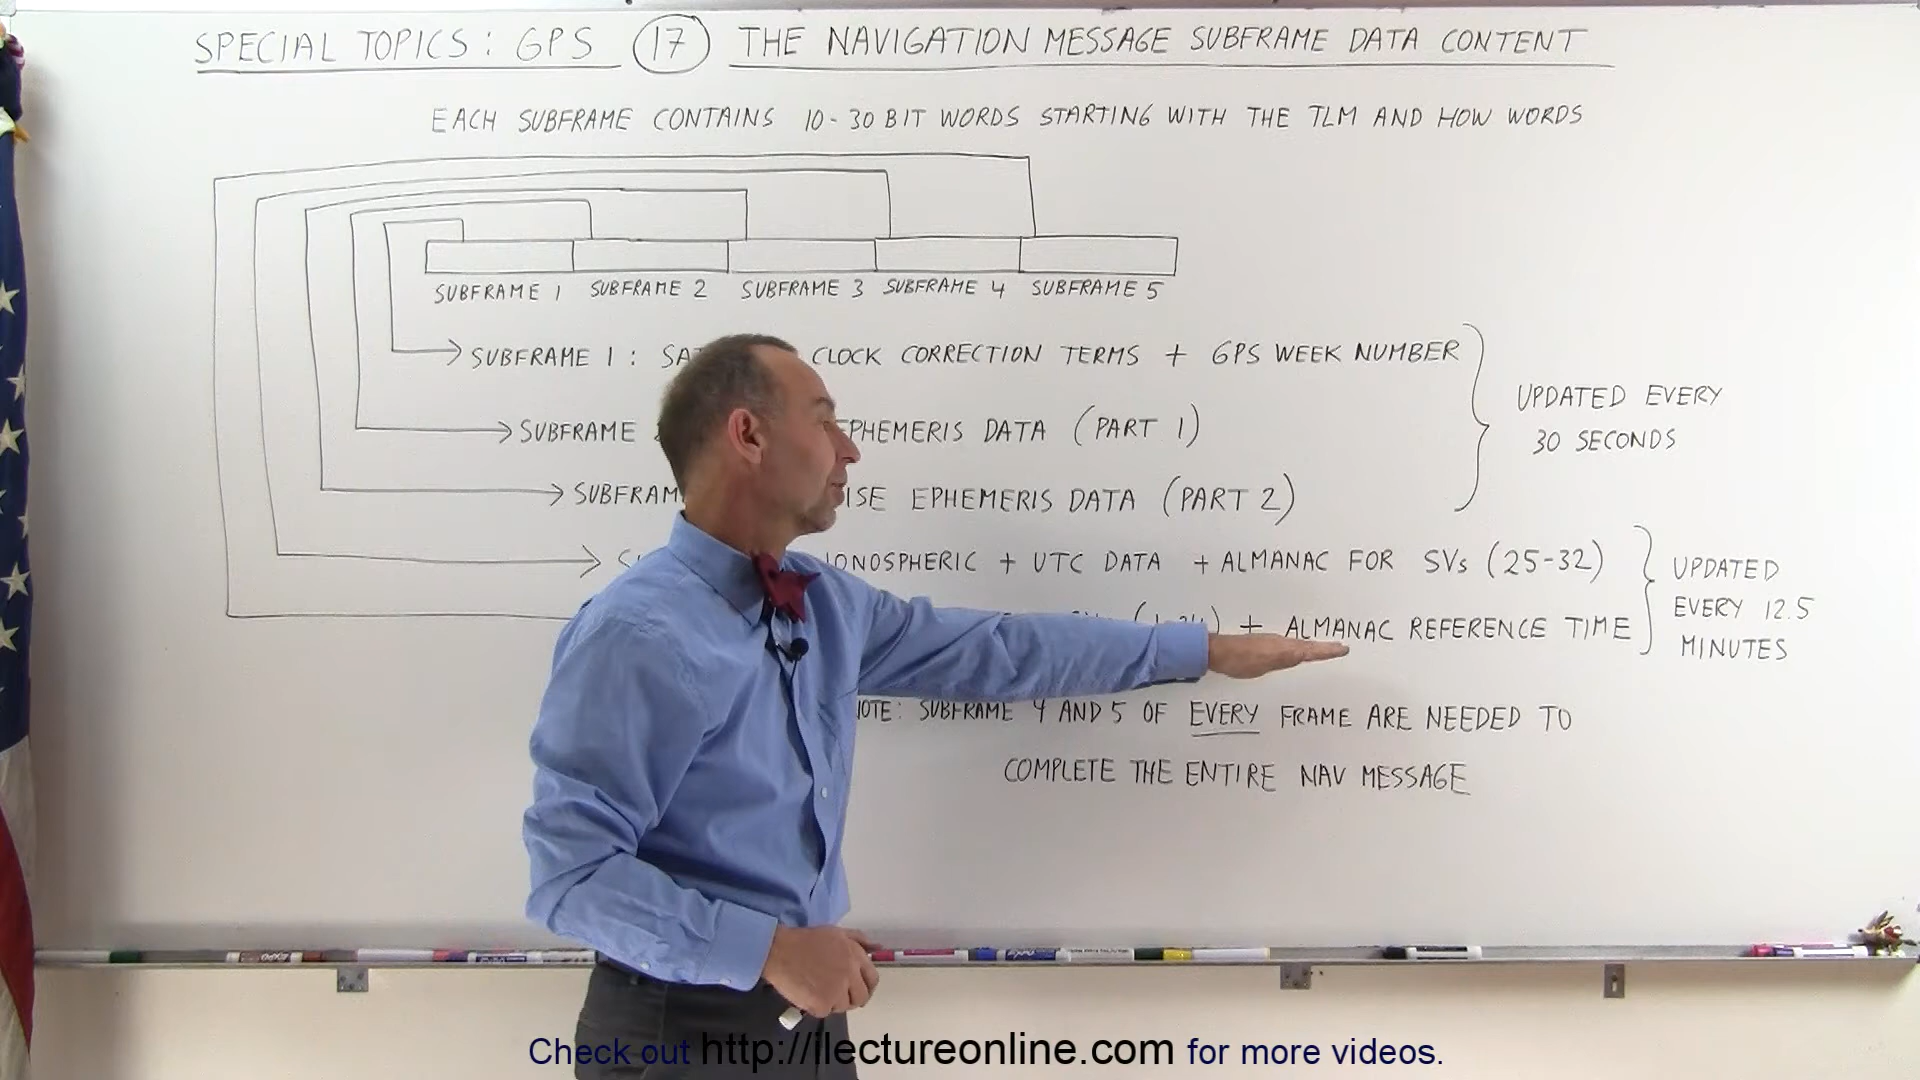 SPECIAL TOPICS: GPS 17 THE NAVIGATION MESSAGE SUBFRAME DATA CONTENT
EACH SUBFRAME CONTAINS 10-30 BIT WORDS STARTING WITH THE TLM AND HOW WORDS
SUBFRAME 1 SUBFRAME 2 SUBFRAME 3 SUBFRAME 4 SUBFRAME 5
SUBFRAME 1: CLOCK CORRECTION TERMS + GPS WEEK NUMBER
SUBFRAME EPHEMERIS DATA (PART 1)
EPHEMERIS DATA (PART 2)
UPDATED EVERY
30 SECONDS
+ UTC DATA + ALMANAC FOR SVs (25-32)
+ ALMANAC REFERENCE TIME
UPDATED
EVERY 12.5
MINUTES
NOTE: SUBFRAME 4 AND 5 OF EVERY FRAME ARE NEEDED TO
COMPLETE THE ENTIRE NAV MESSAGE
EXPO
Check out http://ilectureonline.com for more videos.